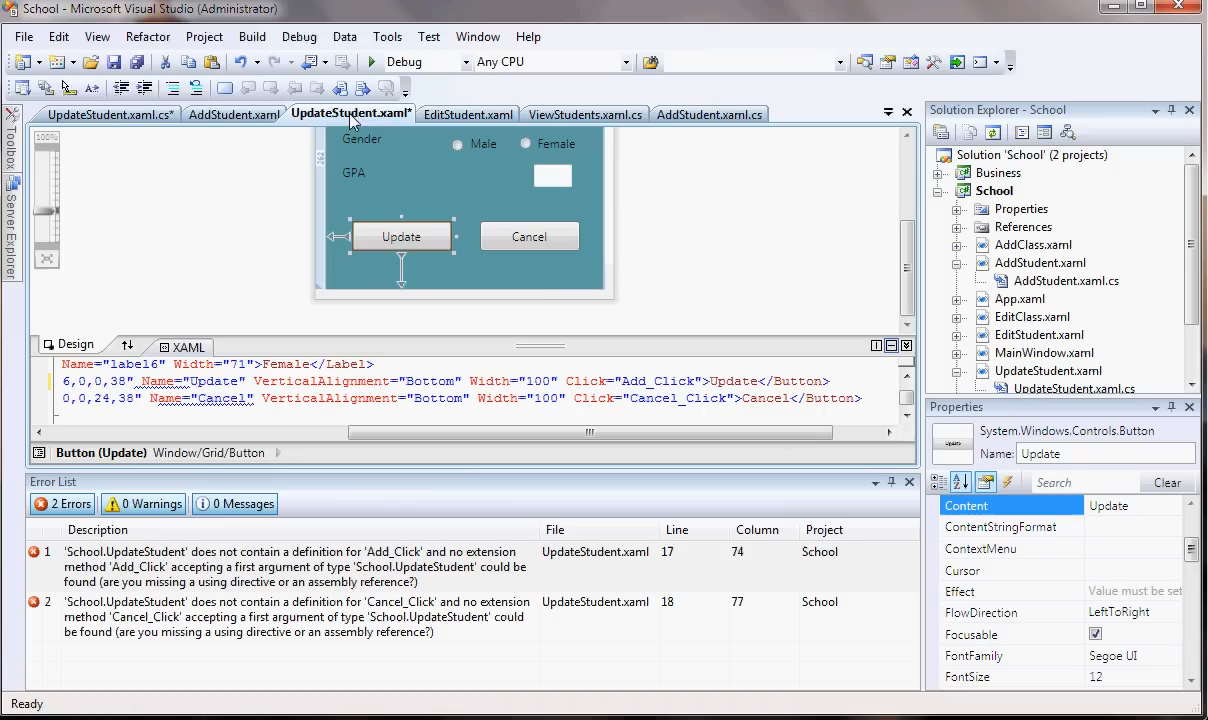 School - Microsoft Visual Studio (Administrator)
File Edit View Refactor Project Build Debug Data Tools Test Window Help
Debug Any CPU
UpdateStudent.xaml.cs* AddStudent.xaml UpdateStudent.xaml* EditStudent.xaml ViewStudents.xaml.cs AddStudent.xaml.cs
Toolbox
Server Explorer
100%
262
Gender Male Female
GPA
Update Cancel
Design XAML
Name="label6" Width="71">Female</Label>
6,0,0,38" Name="Update" VerticalAlignment="Bottom" Width="100" Click="Add_Click">Update</Button>
0,0,24,38" Name="Cancel" VerticalAlignment="Bottom" Width="100" Click="Cancel_Click">Cancel</Button>
Button (Update) Window/Grid/Button
Error List
2 Errors 0 Warnings 0 Messages
Description File Line Column Project
1 'School.UpdateStudent' does not contain a definition for 'Add_Click' and no extension UpdateStudent.xaml 17 74 School
method 'Add_Click' accepting a first argument of type 'School.UpdateStudent' could be
found (are you missing a using directive or an assembly reference?)
2 'School.UpdateStudent' does not contain a definition for 'Cancel_Click' and no extension UpdateStudent.xaml 18 77 School
method 'Cancel_Click' accepting a first argument of type 'School.UpdateStudent' could
be found (are you missing a using directive or an assembly reference?)
Ready
Solution Explorer - School
Solution 'School' (2 projects)
Business
School
Properties
References
AddClass.xaml
AddStudent.xaml
AddStudent.xaml.cs
App.xaml
EditClass.xaml
EditStudent.xaml
MainWindow.xaml
UpdateStudent.xaml
UpdateStudent.xaml.cs
Properties
Update
System.Windows.Controls.Button
Name: Update
Search Clear
Content Update
ContentStringFormat
ContextMenu
Cursor
Effect Value must be set
FlowDirection LeftToRight
Focusable
FontFamily Segoe UI
FontSize 12